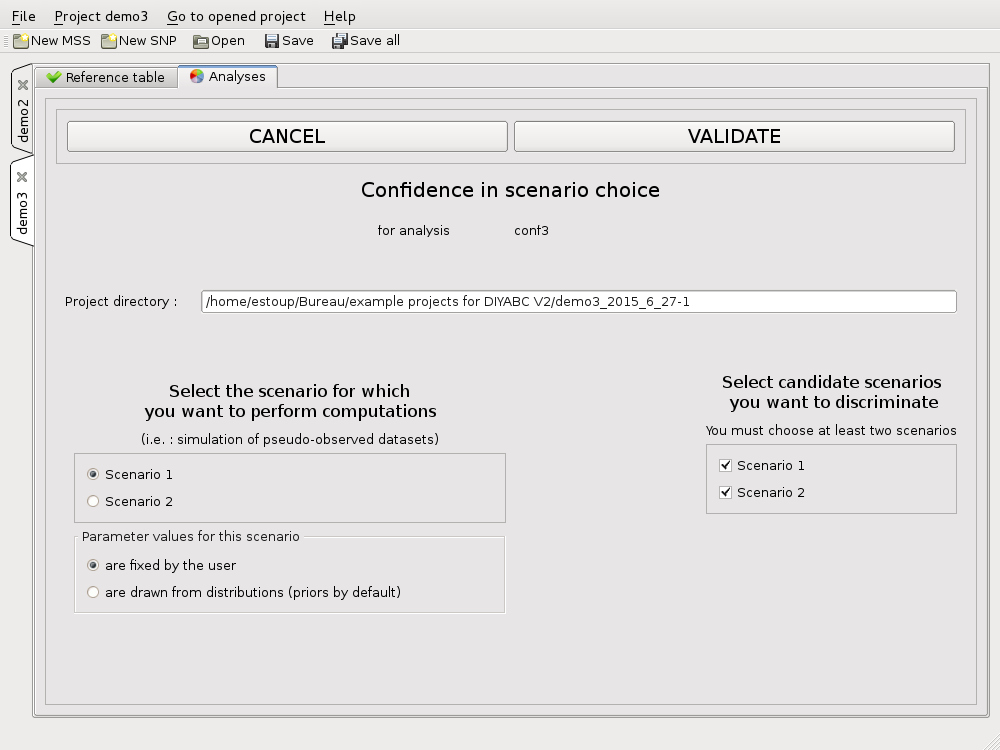 File Project demo3 Go to opened project Help
New MSS New SNP Open Save Save all
demo2
demo3
Reference table Analyses
CANCEL VALIDATE
Confidence in scenario choice
for analysis conf3
Project directory : /home/estoup/Bureau/example projects for DIYABC V2/demo3_2015_6_27-1
Select the scenario for which
you want to perform computations
(i.e. : simulation of pseudo-observed datasets)
Scenario 1
Scenario 2
Parameter values for this scenario
are fixed by the user
are drawn from distributions (priors by default)
Select candidate scenarios
you want to discriminate
You must choose at least two scenarios
Scenario 1
Scenario 2